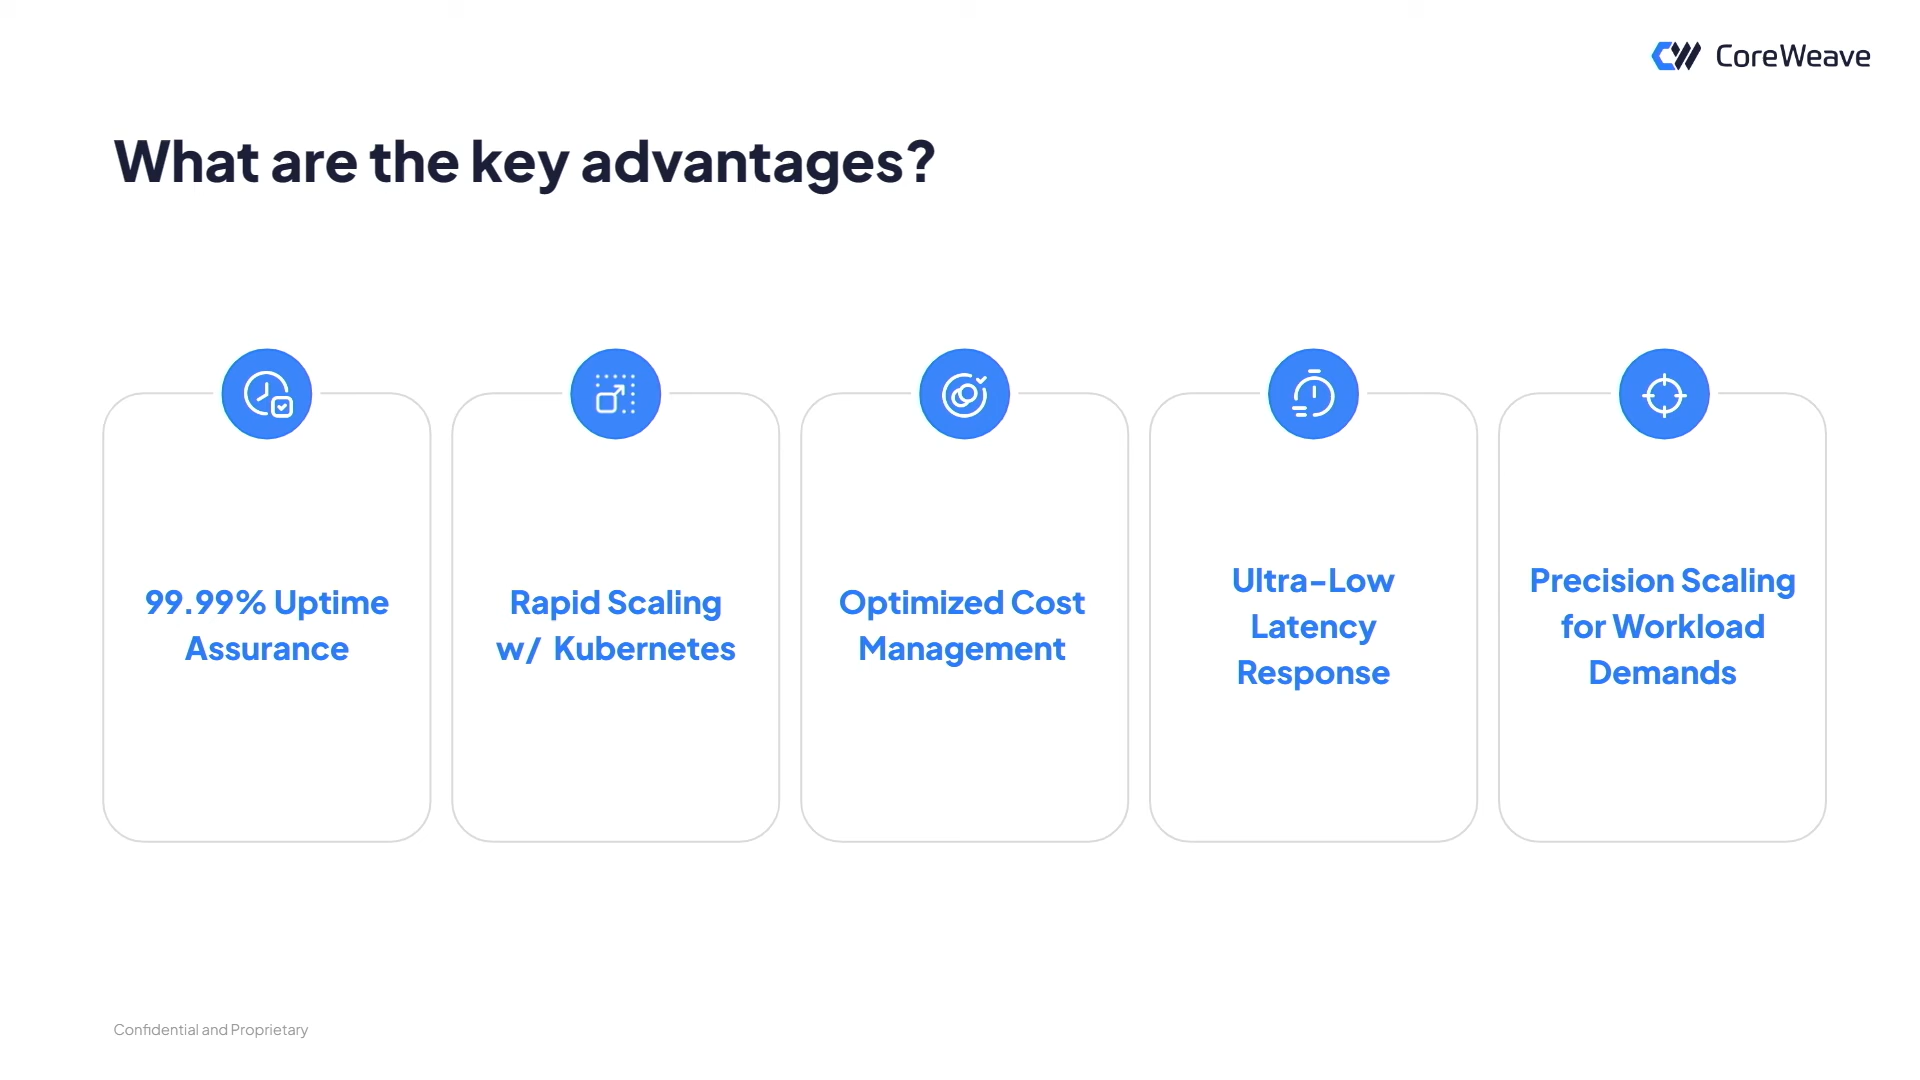 CoreWeave
What are the key advantages?
99.99% Uptime
Assurance
Rapid Scaling
w/ Kubernetes
Optimized Cost
Management
Ultra-Low
Latency
Response
Precision Scaling
for Workload
Demands
Confidential and Proprietary